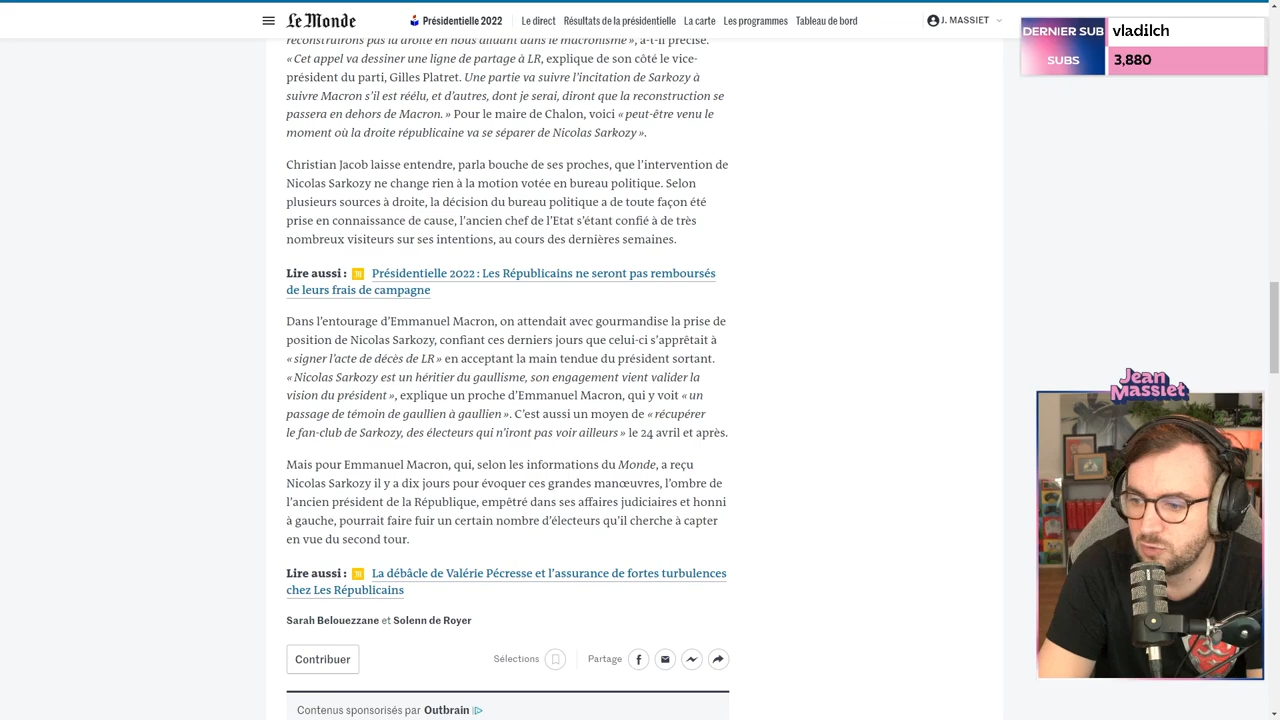 Le Monde
Présidentielle 2022
Le direct
Résultats de la présidentielle
La carte
Les programmes
Tableau de bord
J. MASSIET
DERNIER SUB
vladilch
SUBS
3,880
reconstruirons pas la droite en nous diluant dans le macronisme », a-t-il précisé.
« Cet appel va dessiner une ligne de partage à LR, explique de son côté le vice-
président du parti, Gilles Platret. Une partie va suivre l’incitation de Sarkozy à
suivre Macron s’il est réélu, et d’autres, dont je serai, diront que la reconstruction se
passera en dehors de Macron. » Pour le maire de Chalon, voici « peut-être venu le
moment où la droite républicaine va se séparer de Nicolas Sarkozy ».
Christian Jacob laisse entendre, parla bouche de ses proches, que l’intervention de
Nicolas Sarkozy ne change rien à la motion votée en bureau politique. Selon
plusieurs sources à droite, la décision du bureau politique a de toute façon été
prise en connaissance de cause, l’ancien chef de l’Etat s’étant confié à de très
nombreux visiteurs sur ses intentions, au cours des dernières semaines.
Lire aussi : Présidentielle 2022 : Les Républicains ne seront pas remboursés
de leurs frais de campagne
Dans l’entourage d’Emmanuel Macron, on attendait avec gourmandise la prise de
position de Nicolas Sarkozy, confiant ces derniers jours que celui-ci s’apprêtait à
« signer l’acte de décès de LR » en acceptant la main tendue du président sortant.
« Nicolas Sarkozy est un héritier du gaullisme, son engagement vient valider la
vision du président », explique un proche d’Emmanuel Macron, qui y voit « un
passage de témoin de gaullien à gaullien ». C’est aussi un moyen de « récupérer
le fan-club de Sarkozy, des électeurs qui n’iront pas voir ailleurs » le 24 avril et après.
Mais pour Emmanuel Macron, qui, selon les informations du Monde, a reçu
Nicolas Sarkozy il y a dix jours pour évoquer ces grandes manœuvres, l’ombre de
l’ancien président de la République, empêtré dans ses affaires judiciaires et honni
à gauche, pourrait faire fuir un certain nombre d’électeurs qu’il cherche à capter
en vue du second tour.
Lire aussi : La débâcle de Valérie Pécresse et l’assurance de fortes turbulences
chez Les Républicains
Sarah Belouezzane et Solenn de Royer
Contribuer
Sélections
Partage
Contenus sponsorisés par Outbrain
Jean
Massiet